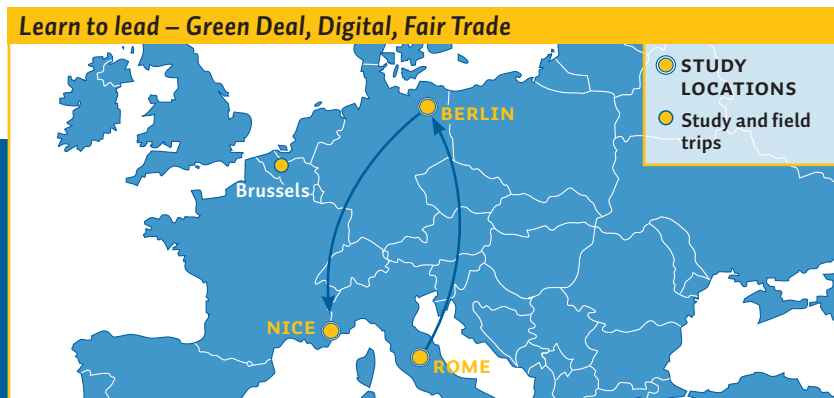 Learn to lead – Green Deal, Digital, Fair Trade
STUDY
LOCATIONS
Study and field
trips
BERLIN
Brussels
NICE
ROME